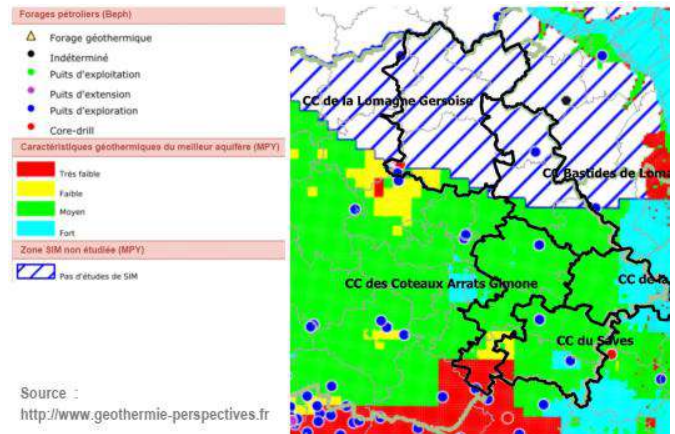 Forages pétroliers (Beph)
Forage géothermique
Indéterminé
Puits d'exploitation
Puits d'extension
Puits d'exploration
Core-drill
Caractéristiques géothermiques du meilleur aquifère (MPY)
Très faible
Faible
Moyen
Fort
Zone SIM non étudiée (MPY)
Pas d'études de SIM
Source :
http://www.geothermie-perspectives.fr
CC de la Lomagne Gersoise
CC Bastides de Loma
CC des Coteaux Arrats Gimone
CC de la
CC du Saves